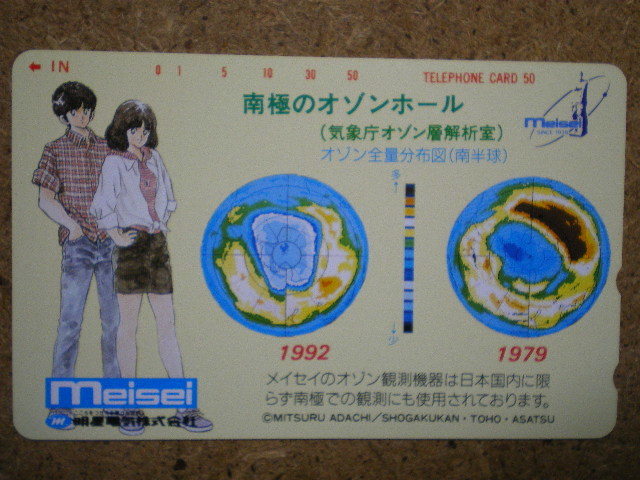 IN
0 1 5 10 30 50 TELEPHONE CARD 50
南極のオゾンホール
(気象庁オゾン層解析室)
オゾン全量分布図(南半球)
meisei
SINCE 1938
多
少
1992
1979
メイセイのオゾン観測機器は日本国内に限
らず南極での観測にも使用されております。
©MITSURU ADACHI/SHOGAKUKAN・TOHO・ASATSU
meisei
明星電気株式会社